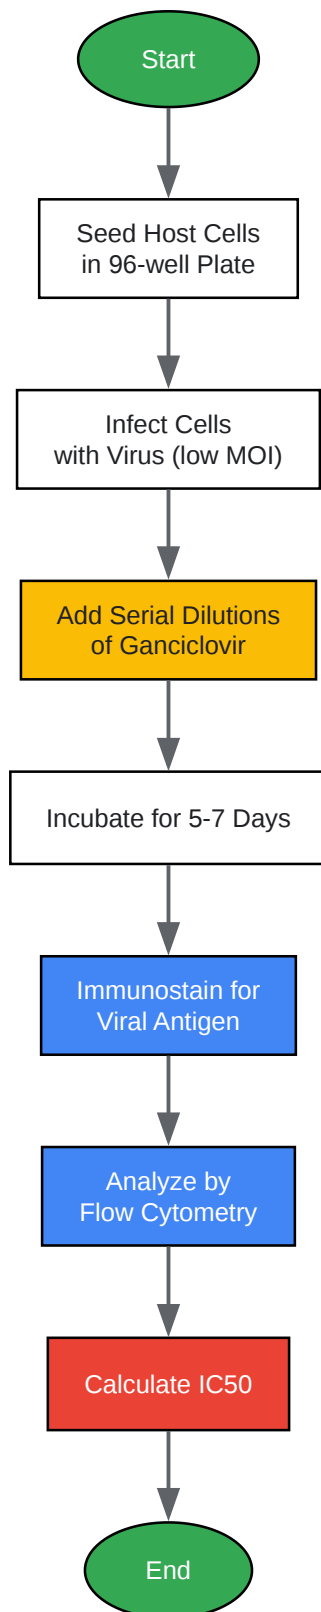 Start
Seed Host Cells
in 96-well Plate
Infect Cells
with Virus (low MOI)
Add Serial Dilutions
of Ganciclovir
Incubate for 5-7 Days
Immunostain for
Viral Antigen
Analyze by
Flow Cytometry
Calculate IC50
End